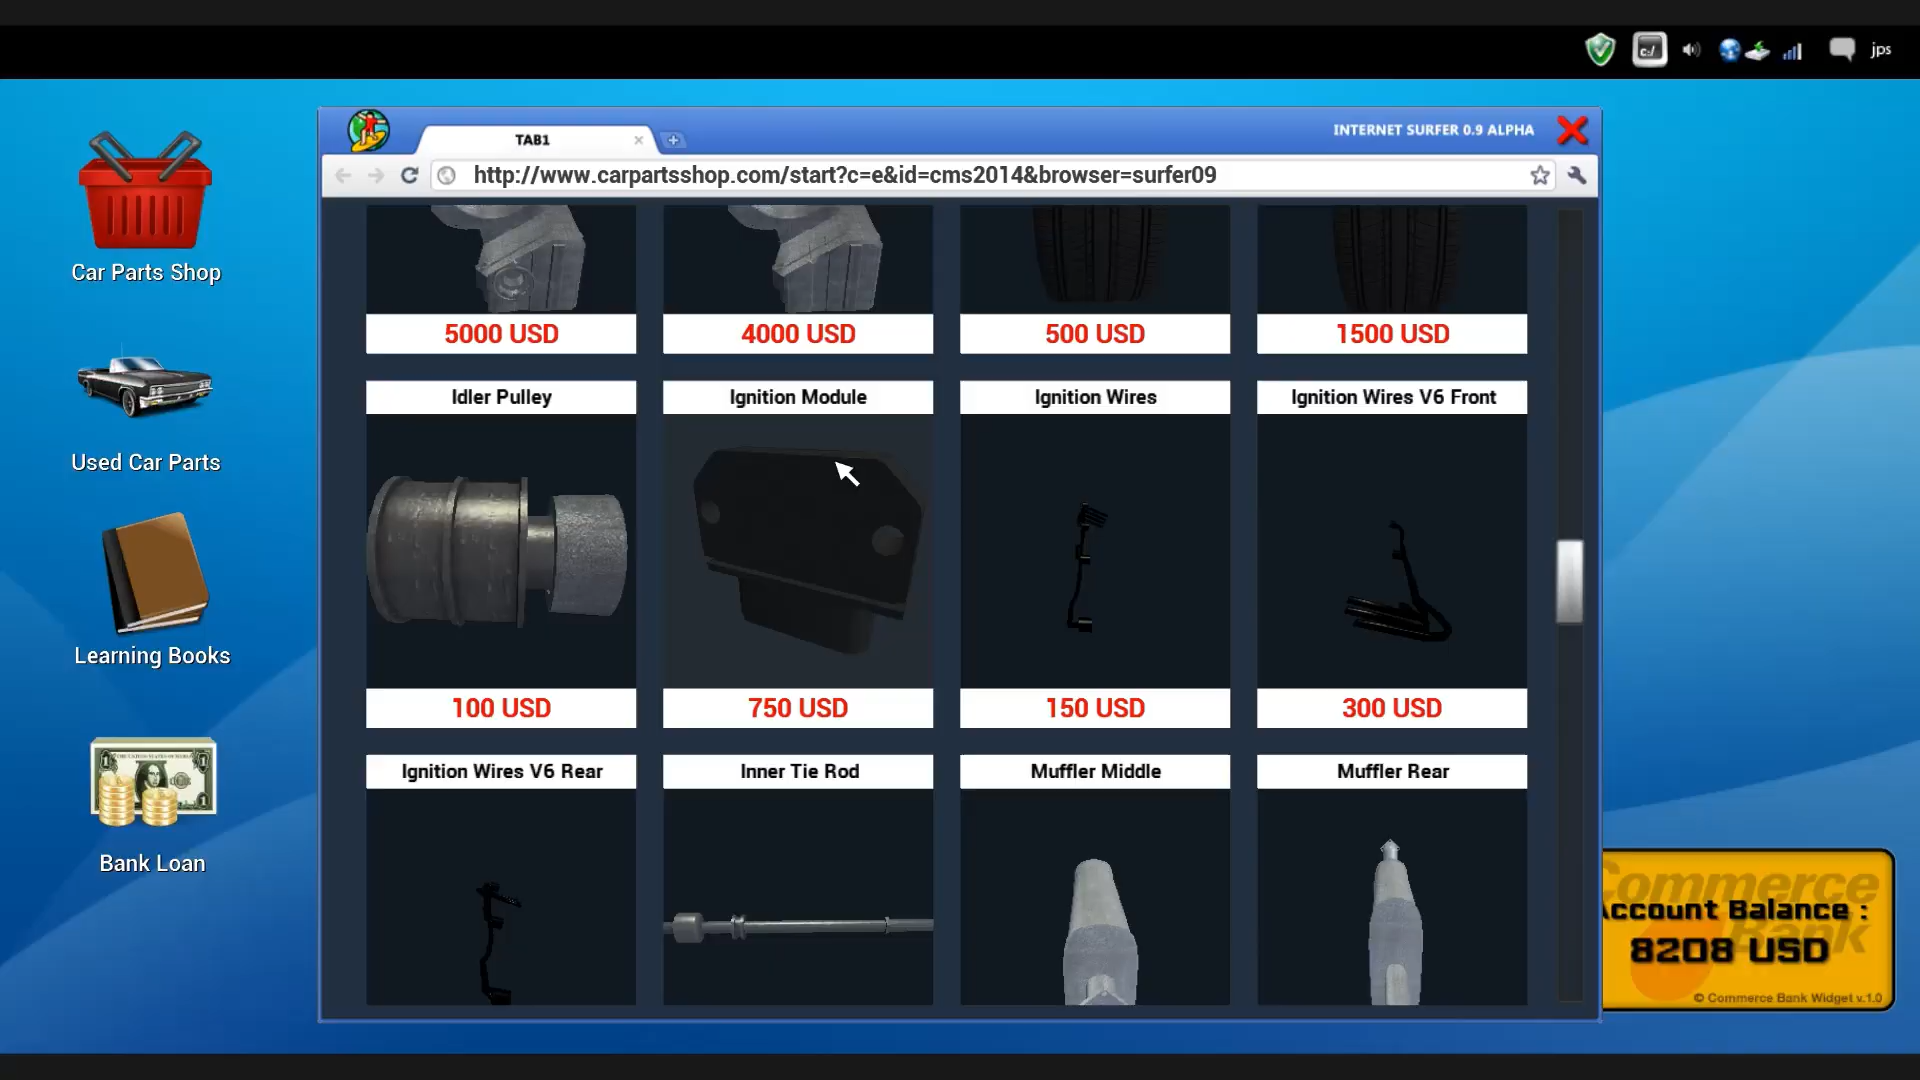 c:/
jps
TAB1
INTERNET SURFER 0.9 ALPHA
http://www.carpartsshop.com/start?c=e&id=cms2014&browser=surfer09
Car Parts Shop
Used Car Parts
Learning Books
Bank Loan
5000 USD
4000 USD
500 USD
1500 USD
Idler Pulley
Ignition Module
Ignition Wires
Ignition Wires V6 Front
100 USD
750 USD
150 USD
300 USD
Ignition Wires V6 Rear
Inner Tie Rod
Muffler Middle
Muffler Rear
Commerce
Bank
Account Balance :
8208 USD
© Commerce Bank Widget v.1.0